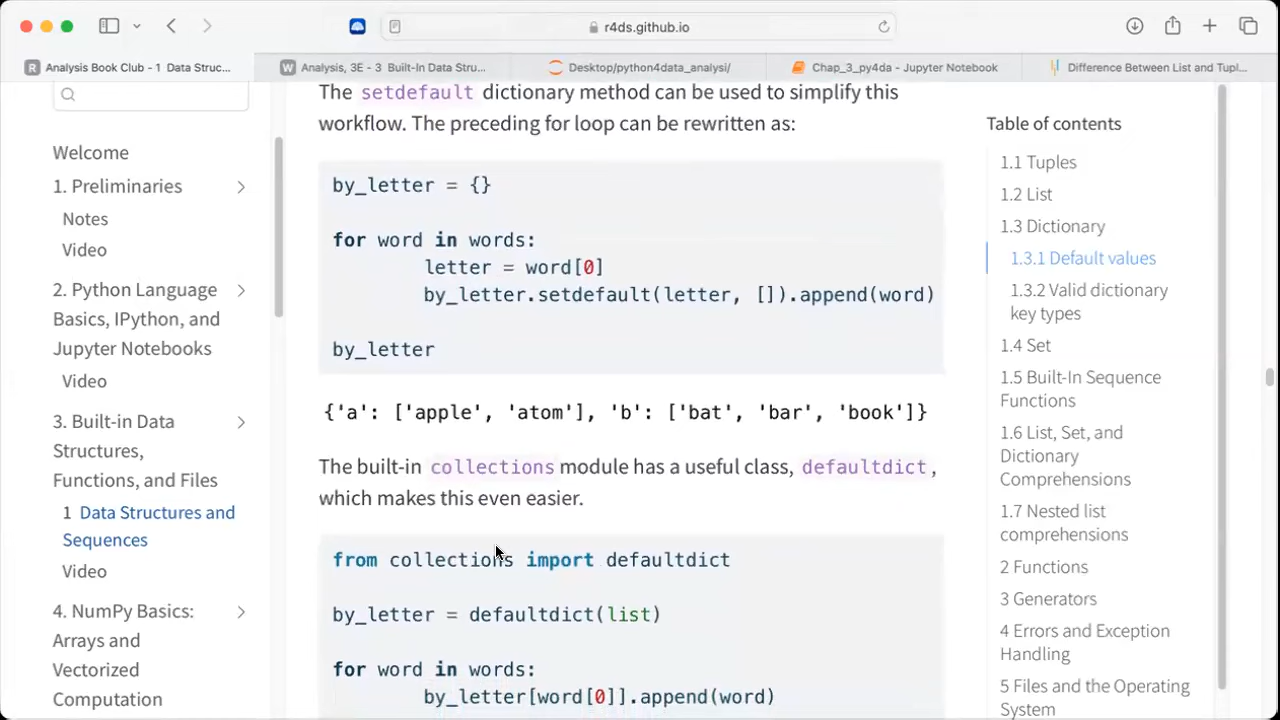 r4ds.github.io
R Analysis Book Club - 1 Data Struc...
W Analysis, 3E - 3 Built-In Data Stru...
Desktop/python4data_analysi/
Chap_3_py4da - Jupyter Notebook
Difference Between List and Tupl...
Welcome
1. Preliminaries
Notes
Video
2. Python Language
Basics, IPython, and
Jupyter Notebooks
Video
3. Built-in Data
Structures,
Functions, and Files
1 Data Structures and
Sequences
Video
4. NumPy Basics:
Arrays and
Vectorized
Computation
The setdefault dictionary method can be used to simplify this
workflow. The preceding for loop can be rewritten as:
by_letter = {}
for word in words:
letter = word[0]
by_letter.setdefault(letter, []).append(word)
by_letter
{'a': ['apple', 'atom'], 'b': ['bat', 'bar', 'book']}
The built-in collections module has a useful class, defaultdict,
which makes this even easier.
from collections import defaultdict
by_letter = defaultdict(list)
for word in words:
by_letter[word[0]].append(word)
Table of contents
1.1 Tuples
1.2 List
1.3 Dictionary
1.3.1 Default values
1.3.2 Valid dictionary
key types
1.4 Set
1.5 Built-In Sequence
Functions
1.6 List, Set, and
Dictionary
Comprehensions
1.7 Nested list
comprehensions
2 Functions
3 Generators
4 Errors and Exception
Handling
5 Files and the Operating
System